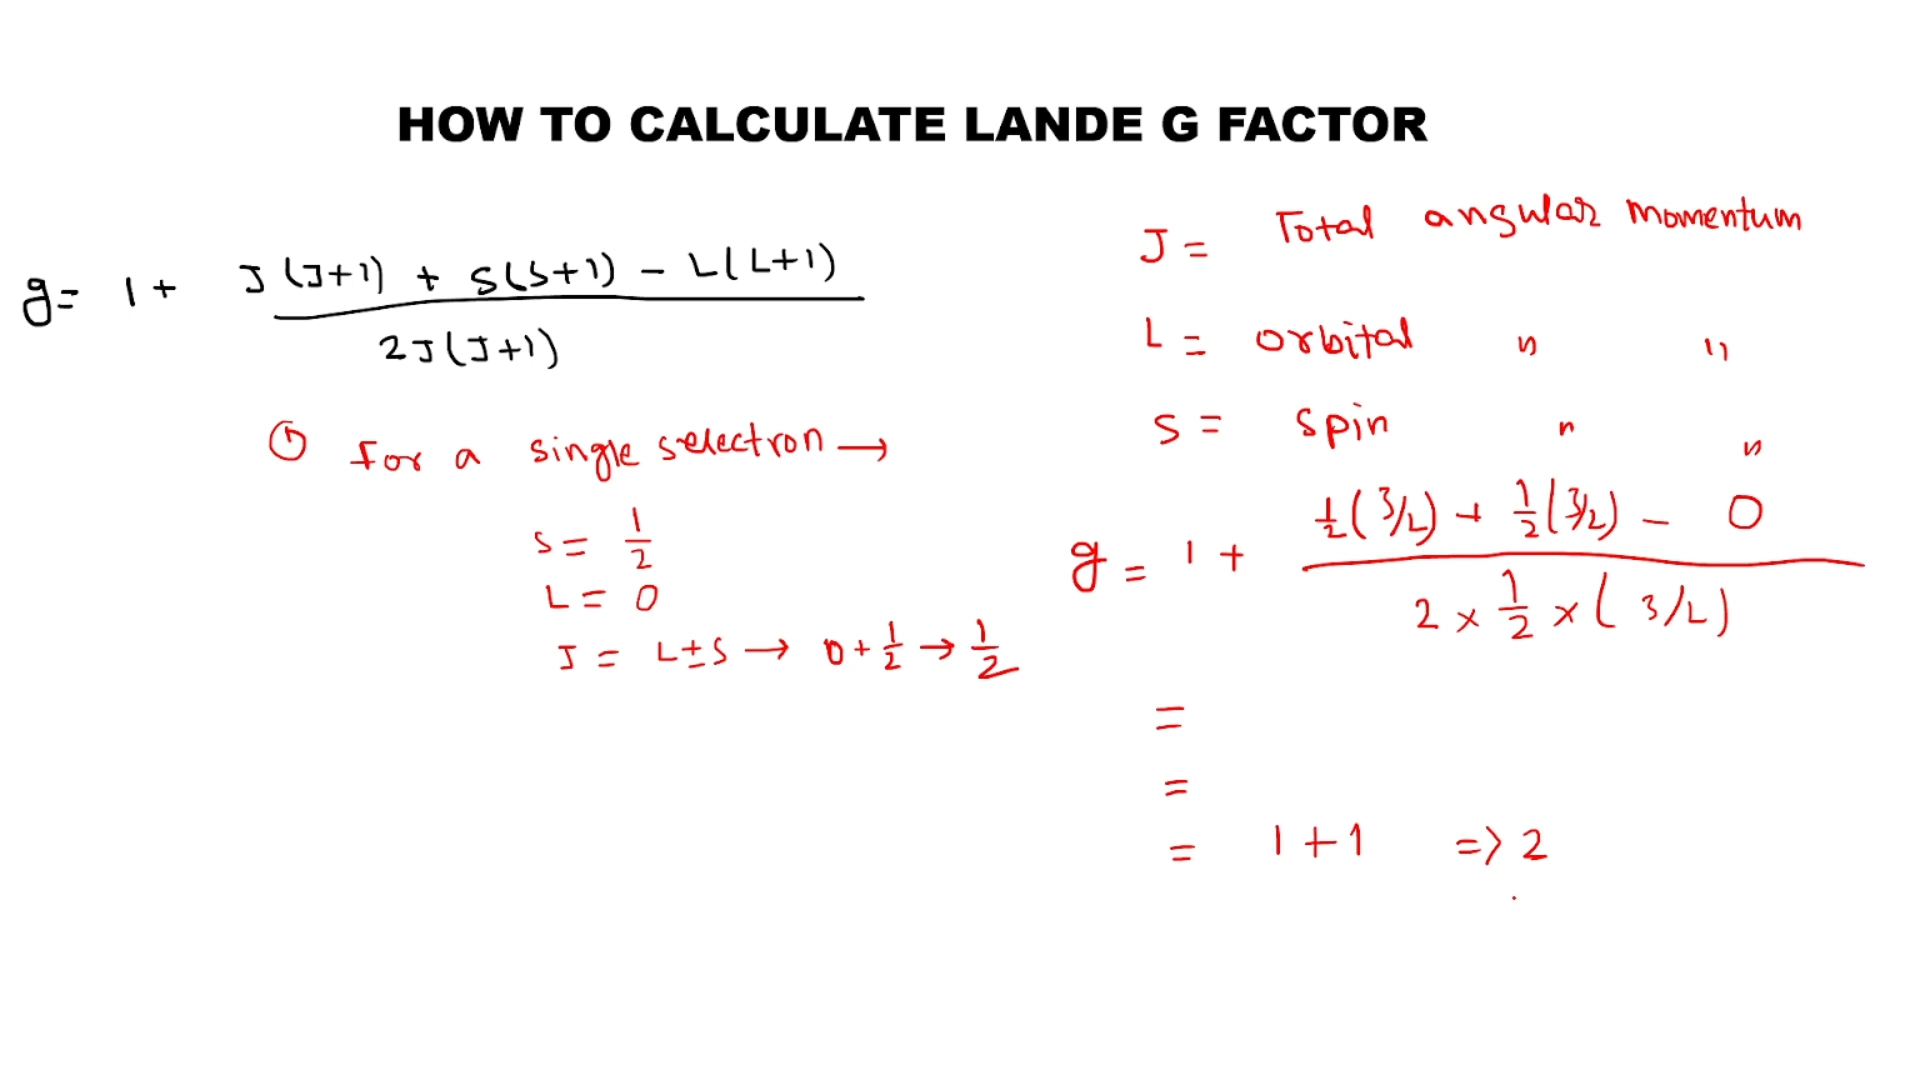 HOW TO CALCULATE LANDE G FACTOR
g = 1 + J(J+1) + S(S+1) - L(L+1)
2J(J+1)
① for a single selectron →
S = 1/2
L = 0
J = L±S → 0 + 1/2 → 1/2
J = Total angular momentum
L = orbital " "
S = spin " "
g = 1 + 1/2(3/2) + 1/2(3/2) - 0
2 × 1/2 × (3/2)
=
=
= 1+1 => 2